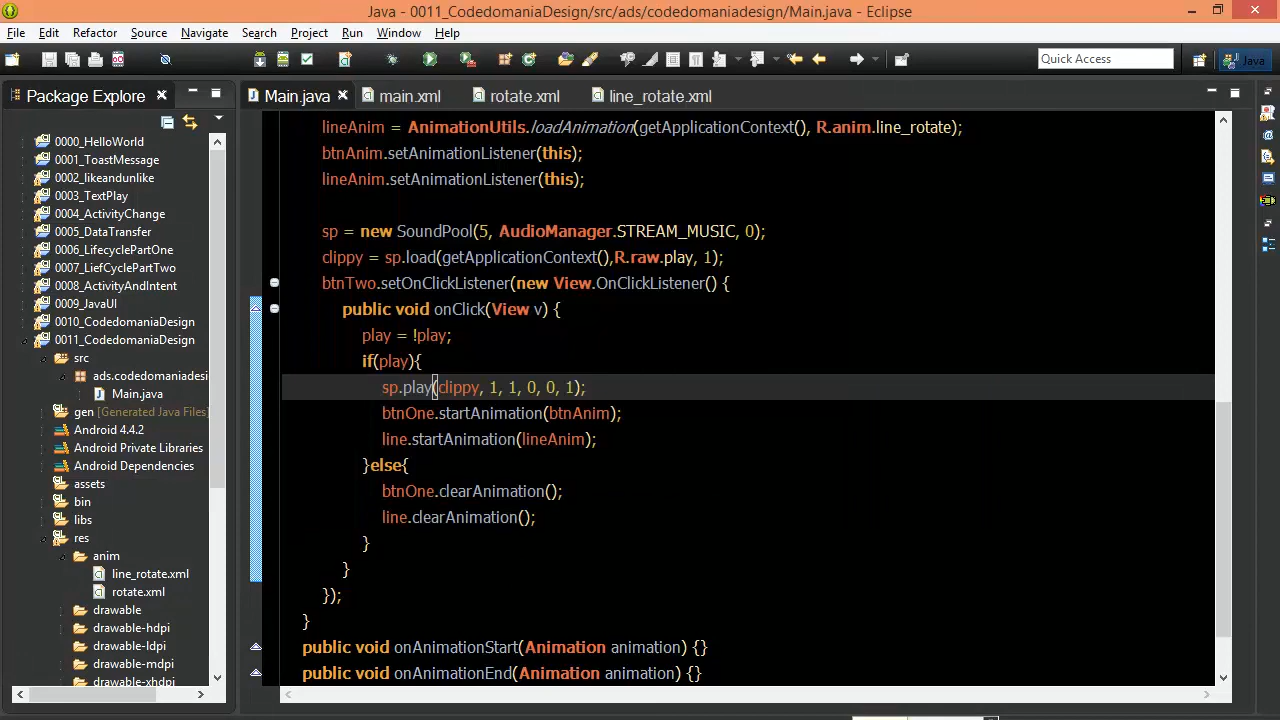 Java - 0011_CodedomaniaDesign/src/ads/codedomaniadesign/Main.java - Eclipse
File Edit Refactor Source Navigate Search Project Run Window Help
Quick Access
Java
Package Explore
Main.java
main.xml
rotate.xml
line_rotate.xml
0000_HelloWorld
0001_ToastMessage
0002_likeandunlike
0003_TextPlay
0004_ActivityChange
0005_DataTransfer
0006_LifecyclePartOne
0007_LiefCyclePartTwo
0008_ActivityAndIntent
0009_JavaUI
0010_CodedomaniaDesign
0011_CodedomaniaDesign
src
ads.codedomaniadesi
Main.java
gen [Generated Java Files]
Android 4.4.2
Android Private Libraries
Android Dependencies
assets
bin
libs
res
anim
line_rotate.xml
rotate.xml
drawable
drawable-hdpi
drawable-ldpi
drawable-mdpi
drawable-xhdpi
lineAnim = AnimationUtils.loadAnimation(getApplicationContext(), R.anim.line_rotate);
btnAnim.setAnimationListener(this);
lineAnim.setAnimationListener(this);
sp = new SoundPool(5, AudioManager.STREAM_MUSIC, 0);
clippy = sp.load(getApplicationContext(),R.raw.play, 1);
btnTwo.setOnClickListener(new View.OnClickListener() {
public void onClick(View v) {
play = !play;
if(play){
sp.play(clippy, 1, 1, 0, 0, 1);
btnOne.startAnimation(btnAnim);
line.startAnimation(lineAnim);
}else{
btnOne.clearAnimation();
line.clearAnimation();
}
}
});
}
public void onAnimationStart(Animation animation) {}
public void onAnimationEnd(Animation animation) {}